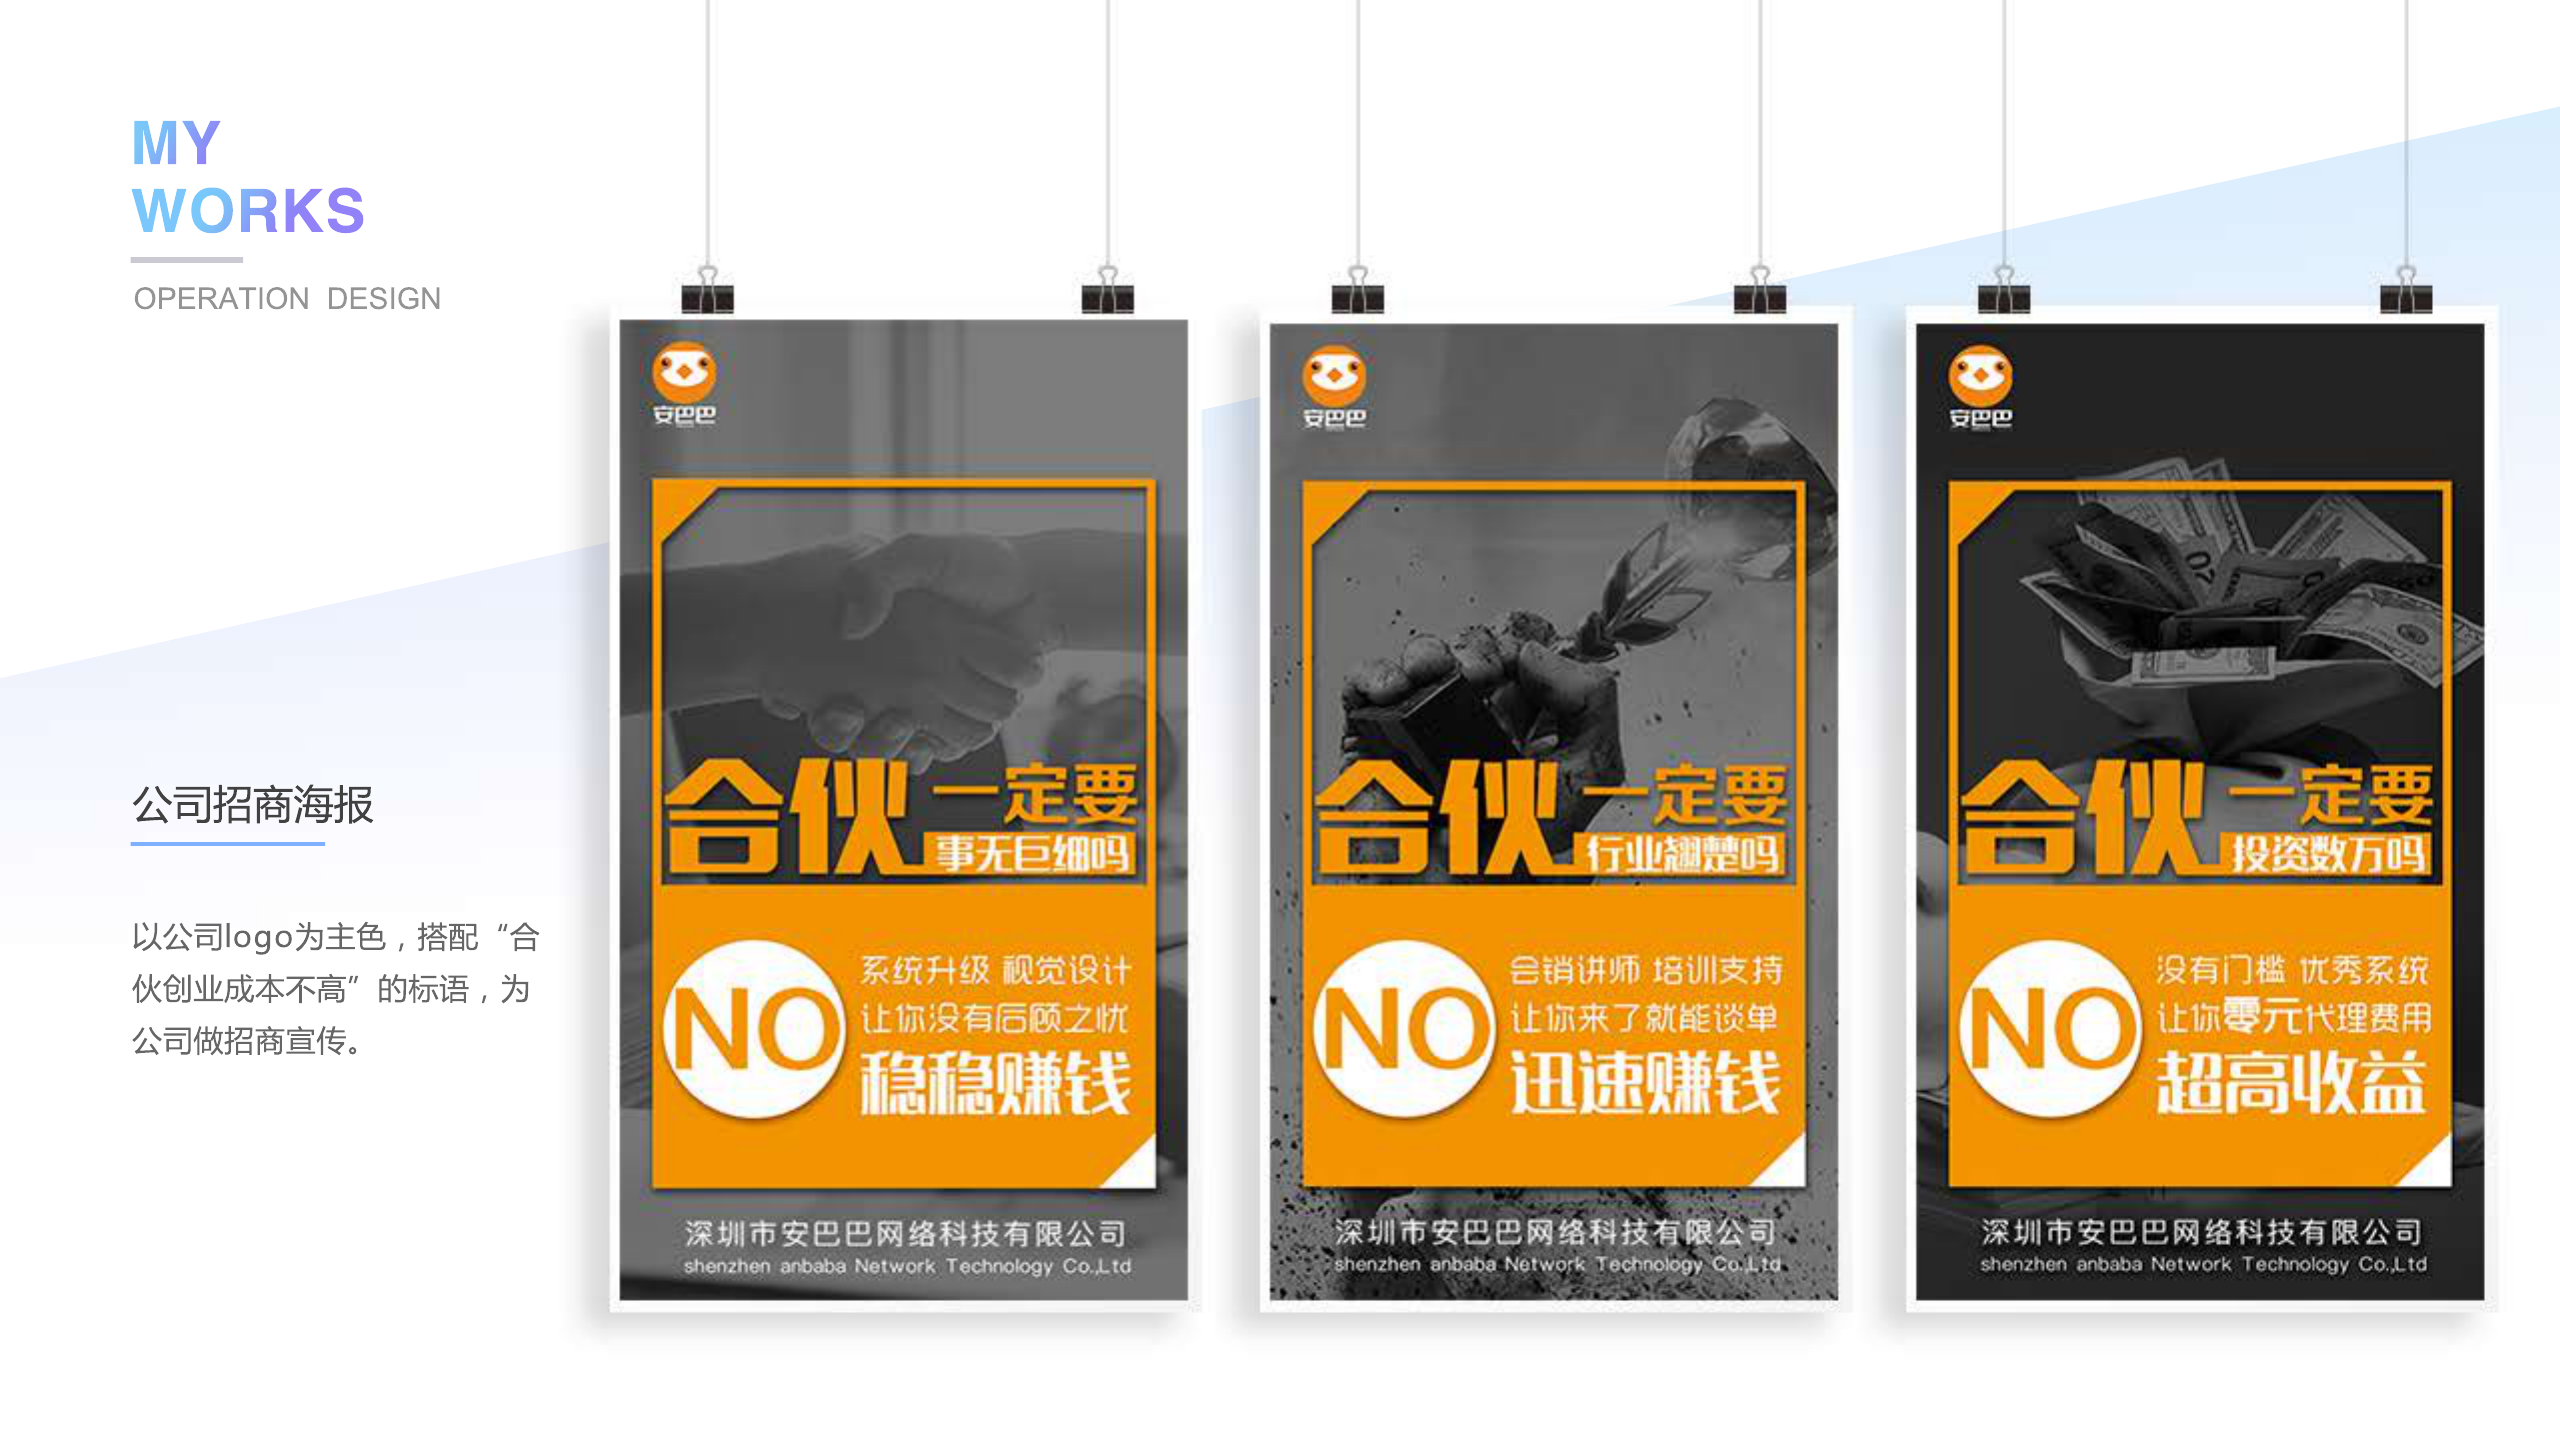 MY
WORKS
OPERATION DESIGN
公司招商海报
以公司logo为主色，搭配“合
伙创业成本不高”的标语，为
公司做招商宣传。
安巴巴
合伙一定要
事无巨细吗
NO
系统升级 视觉设计
让你没有后顾之忧
稳稳赚钱
深圳市安巴巴网络科技有限公司
shenzhen anbaba Network Technology Co.,Ltd
安巴巴
合伙一定要
行业翘楚吗
NO
会销讲师 培训支持
让你来了就能谈单
迅速赚钱
深圳市安巴巴网络科技有限公司
shenzhen anbaba Network Technology Co.,Ltd
安巴巴
合伙一定要
投资数万吗
NO
没有门槛 优秀系统
让你零元代理费用
超高收益
深圳市安巴巴网络科技有限公司
shenzhen anbaba Network Technology Co.,Ltd